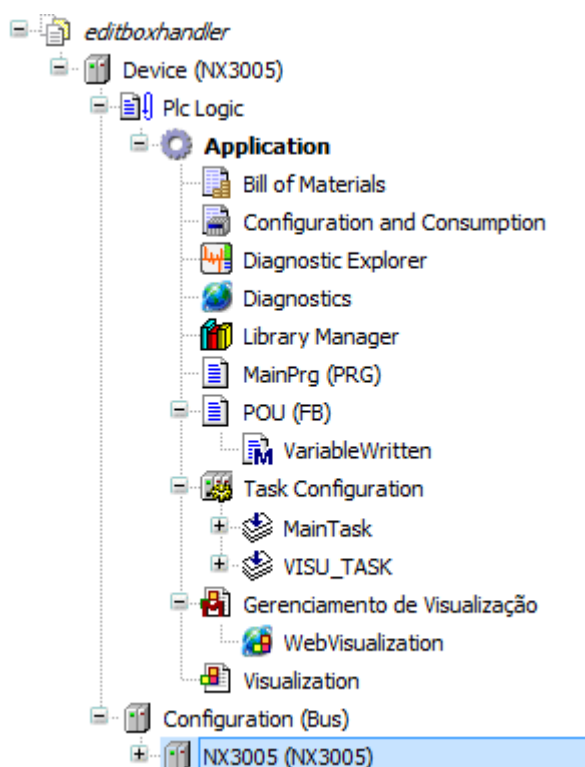 editboxhandler
Device (NX3005)
Plc Logic
Application
Bill of Materials
Configuration and Consumption
Diagnostic Explorer
Diagnostics
Library Manager
MainPrg (PRG)
POU (FB)
VariableWritten
Task Configuration
MainTask
VISU_TASK
Gerenciamento de Visualização
WebVisualization
Visualization
Configuration (Bus)
NX3005 (NX3005)